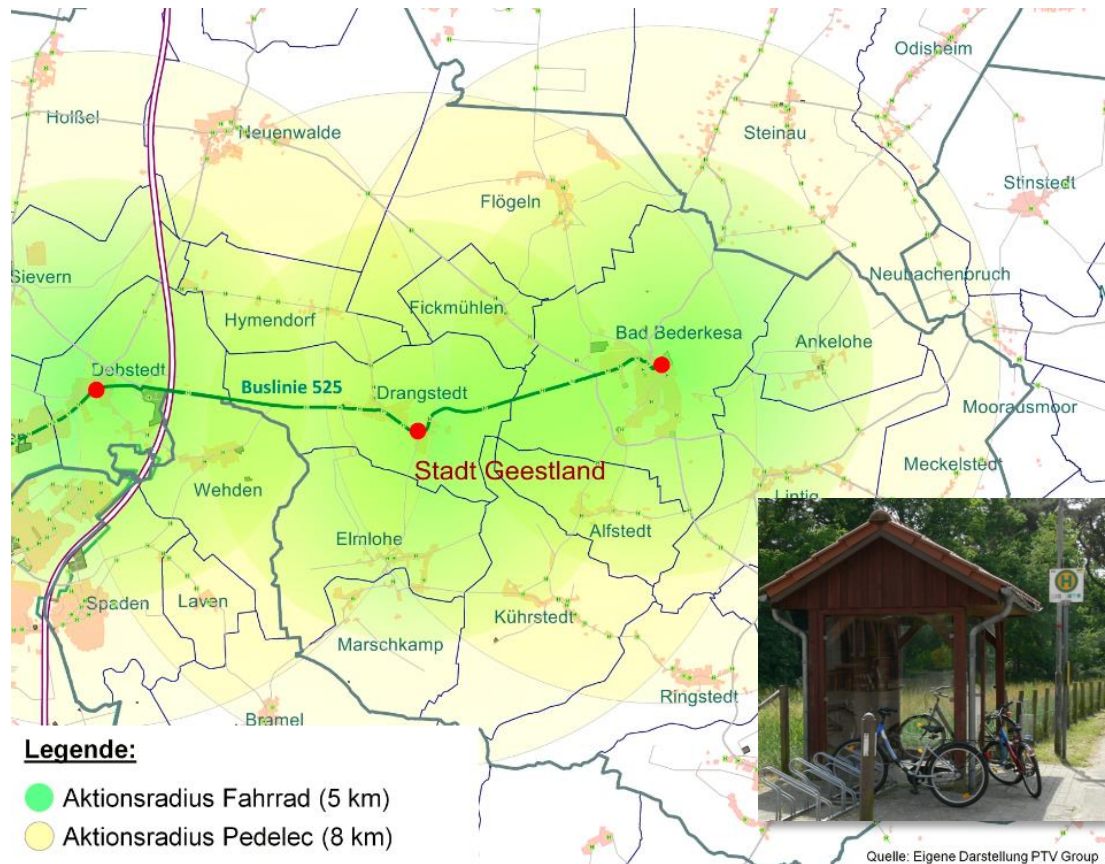 Odisheim
Holßel
Neuenwalde
Steinau
Stinstedt
Flögeln
Sievern
Neubachenbruch
Fickmühlen
Hymendorf
Bad Bederkesa
Ankelohe
Debstedt
Buslinie 525
Drangstedt
Moorausmoor
Stadt Geestland
Meckelstedt
Wehden
Lintig
Alfstedt
Elmlohe
Spaden
Laven
Kührstedt
Marschkamp
Ringstedt
Bramel
H
Legende:
Aktionsradius Fahrrad (5 km)
Aktionsradius Pedelec (8 km)
Quelle: Eigene Darstellung PTV Group